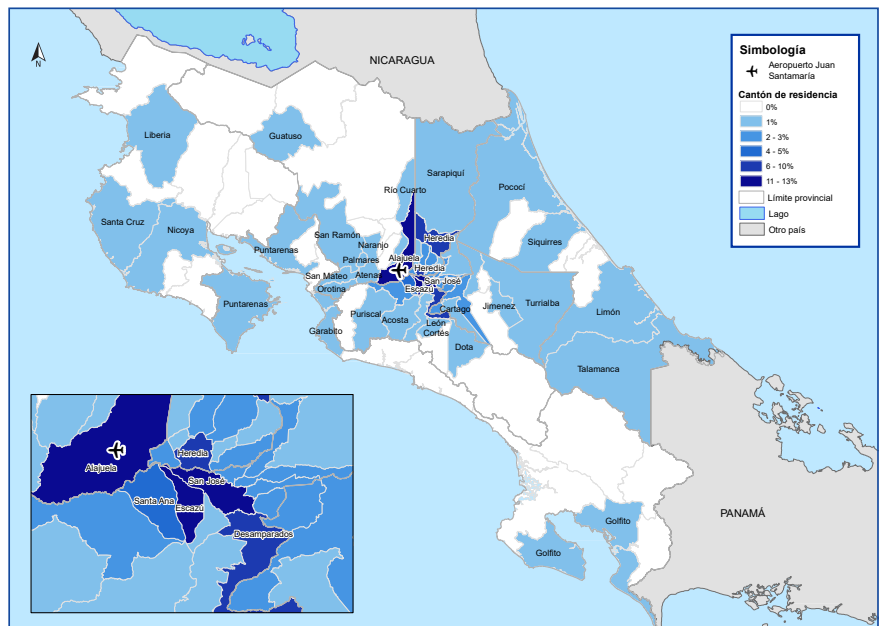 NICARAGUA
N
Simbología
Aeropuerto Juan
Santamaría
Cantón de residencia
0%
1%
2 - 3%
4 - 5%
6 - 10%
11 - 13%
Límite provincial
Lago
Otro país
Liberia
Guatuso
Sarapiquí
Río Cuarto
Pococí
Santa Cruz
Nicoya
San Ramón
Heredia
Siquirres
Puntarenas
Naranjo
Palmares
Alajuela
Heredia
San Mateo
Atenas
San José
Orotina
Escazú
Puntarenas
Puriscal
Acosta
Cartago
Jimenez
Turrialba
Limón
Garabito
León
Cortés
Dota
Talamanca
Alajuela
Heredia
San José
Santa Ana
Escazú
Desamparados
PANAMÁ
Golfito
Golfito